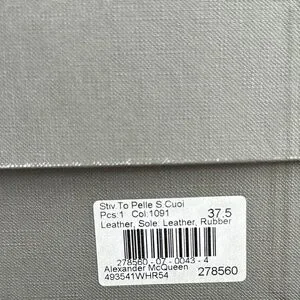 Stiv To Pelle S Cuoi
Pcs:1 Col:1091 37.5
Leather, Sole: Leather, Rubber
278560 - 07 - 0043 - 4
Alexander McQueen
493541WHR54 278560